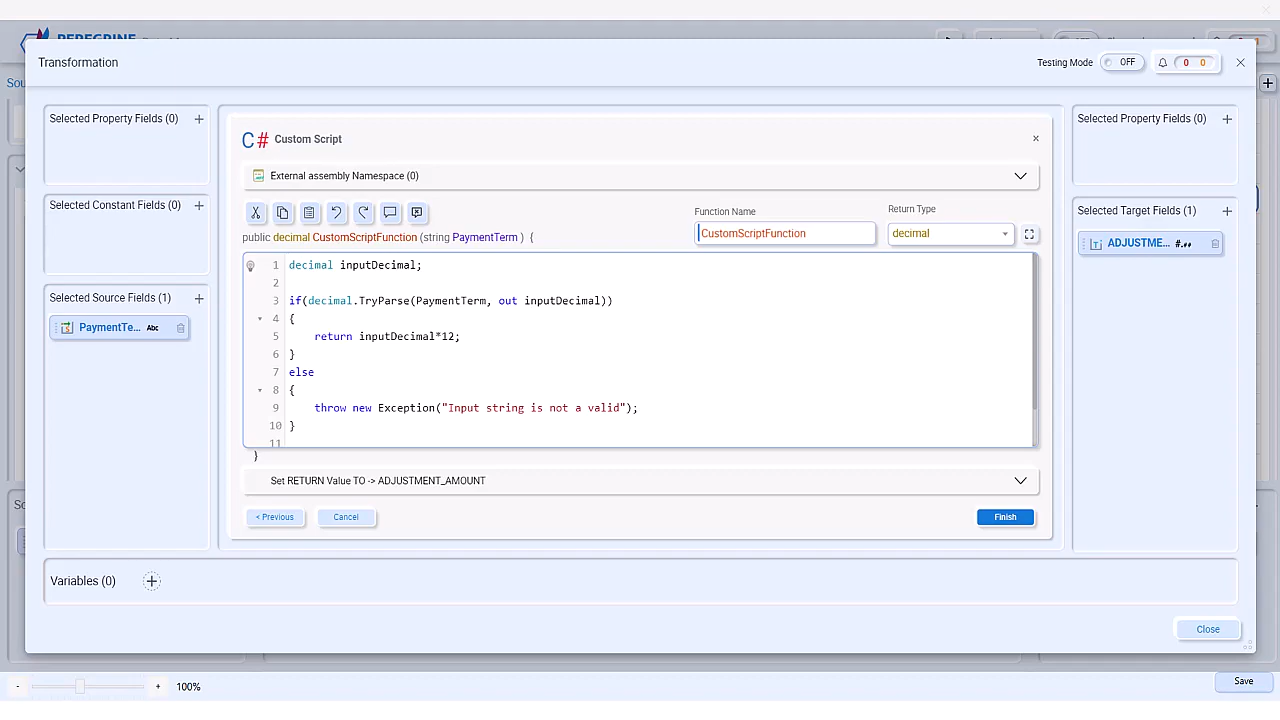 PEREGRINE
Transformation
Testing Mode
OFF
0 0
Sou
Selected Property Fields (0)
Selected Constant Fields (0)
Selected Source Fields (1)
PaymentTe... Abc
C# Custom Script
External assembly Namespace (0)
Function Name
Return Type
CustomScriptFunction
decimal
public decimal CustomScriptFunction (string PaymentTerm ) {
1 decimal inputDecimal;
2
3 if(decimal.TryParse(PaymentTerm, out inputDecimal))
4 {
5 return inputDecimal*12;
6 }
7 else
8 {
9 throw new Exception("Input string is not a valid");
10 }
11
}
Set RETURN Value TO -> ADJUSTMENT_AMOUNT
< Previous
Cancel
Finish
Selected Property Fields (0)
Selected Target Fields (1)
ADJUSTME... #.##
So
Variables (0)
Close
- + 100%
Save